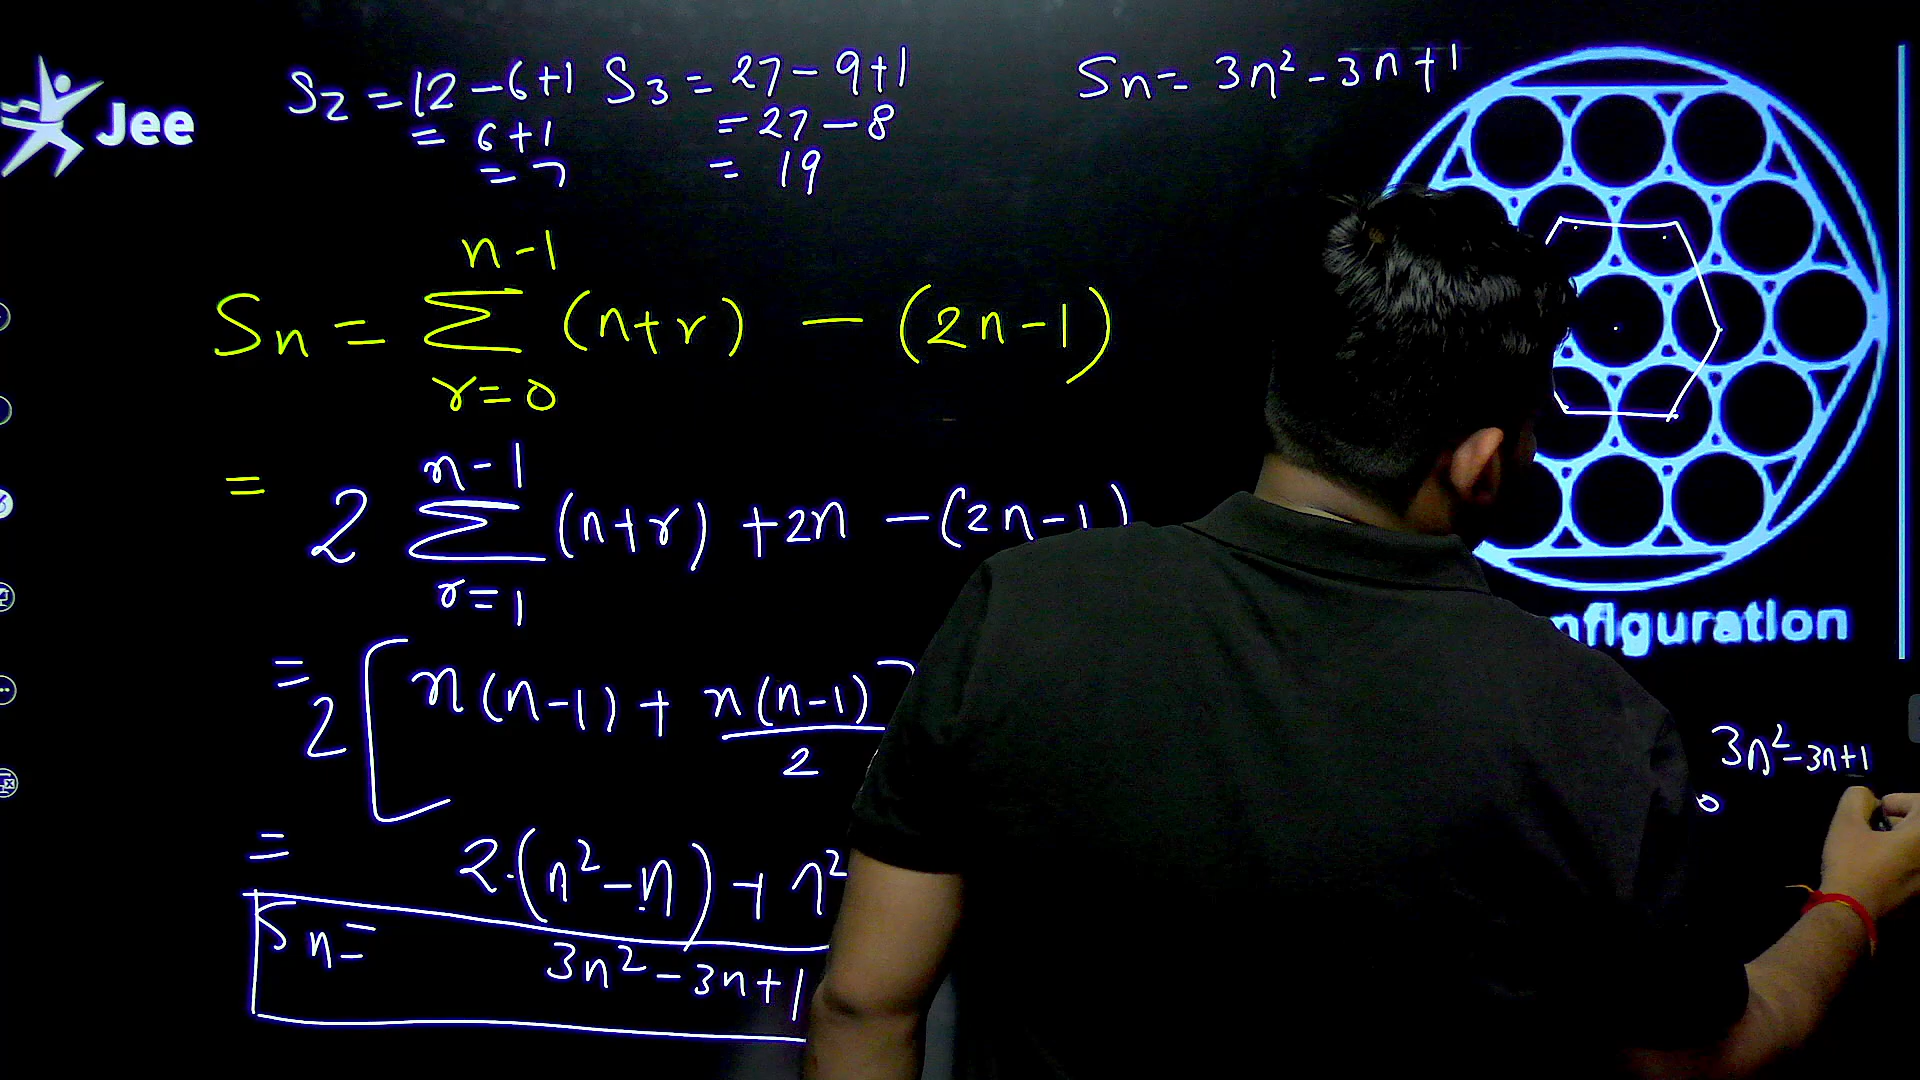 Jee
S2 = 12 - 6+1
= 6+1
= 7
S3 = 27 - 9+1
= 27 - 8
= 19
Sn = 3n² - 3n +1
n-1
Sn = Σ (n+r) - (2n-1)
r=0
n-1
= 2 Σ (n+r) +2n - (2n-1)
r=1
= 2 [ n(n-1) + n(n-1)/2
= 2.(n²-n) + n²
Sn = 3n² - 3n+1
nfiguration
3n²-3n+1